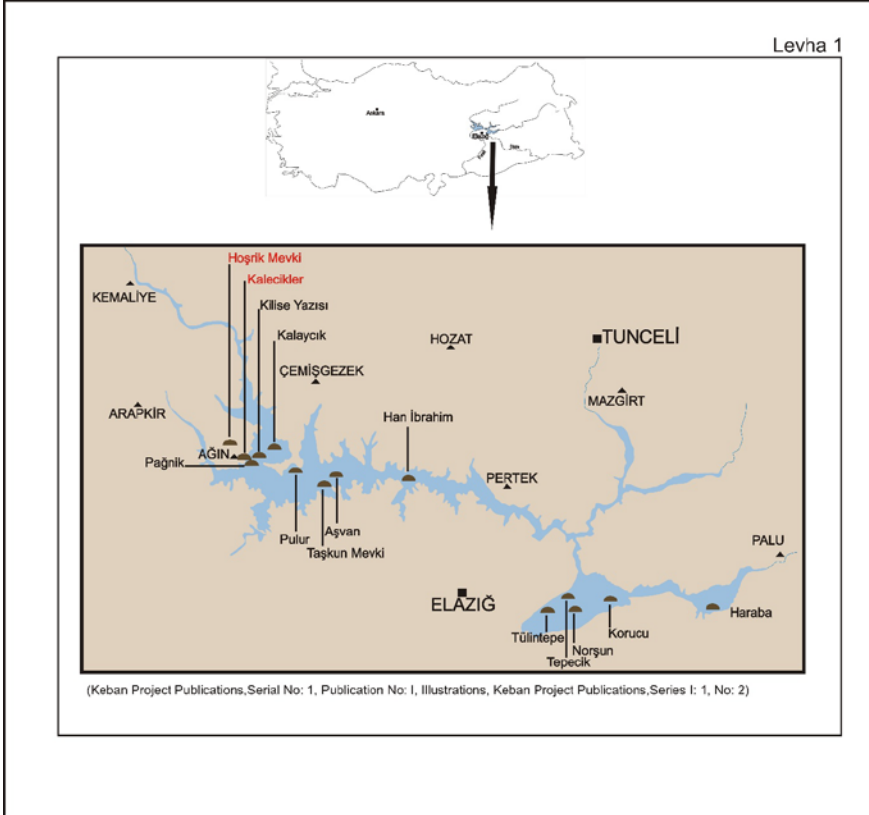 Levha 1
Ankara
Elazığ
Hoşrik Mevki
Kalecikler
KEMALİYE
Kilise Yazısı
Kalaycık
HOZAT
TUNCELİ
ÇEMİŞGEZEK
MAZGİRT
ARAPKİR
Han İbrahim
AĞIN
Pağnik
PERTEK
Aşvan
Pulur
Taşkun Mevki
PALU
ELAZIĞ
Haraba
Korucu
Tülintepe
Norşun
Tepecik
(Keban Project Publications,Serial No: 1, Publication No: I, Illustrations, Keban Project Publications,Series I: 1, No: 2)